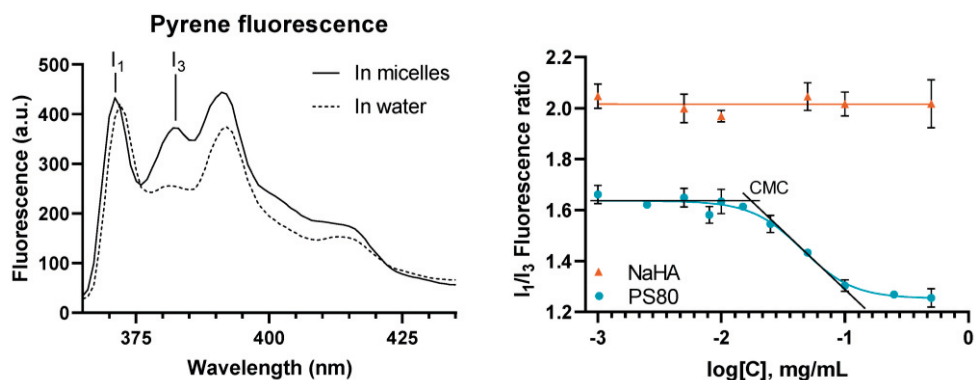 Pyrene fluorescence
I₁
I₃
In micelles
In water
500
400
300
200
100
0
Fluorescence (a.u.)
375
400
425
Wavelength (nm)
2.2
2.0
1.8
1.6
1.4
1.2
I₁/I₃ Fluorescence ratio
CMC
NaHA
PS80
-3
-2
-1
0
log[C], mg/mL